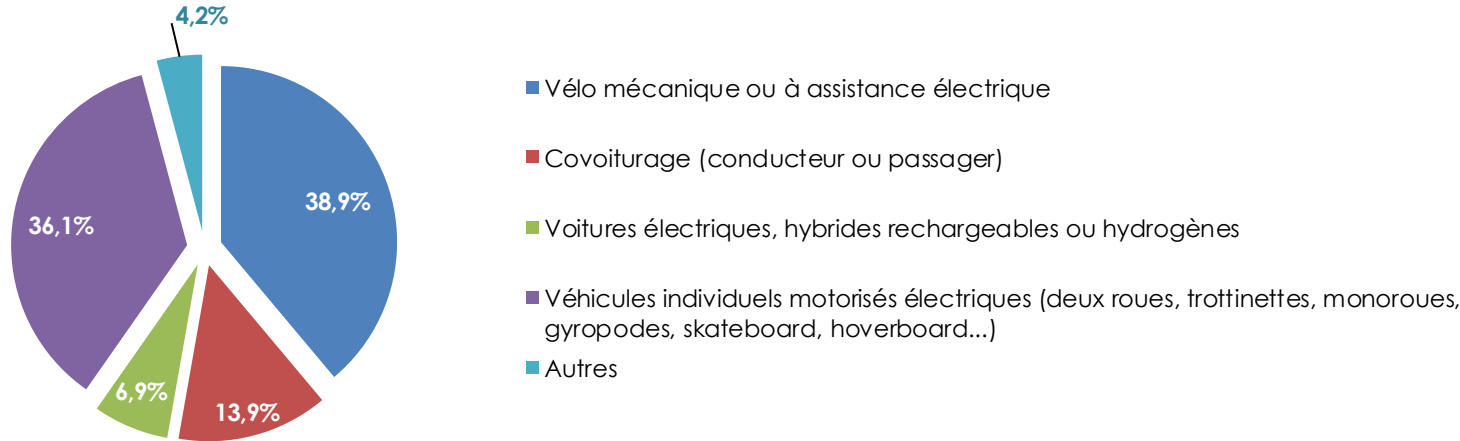 4,2%
38,9%
36,1%
6,9%
13,9%
Vélo mécanique ou à assistance électrique
Covoiturage (conducteur ou passager)
Voitures électriques, hybrides rechargeables ou hydrogènes
Véhicules individuels motorisés électriques (deux roues, trottinettes, monoroues,
gyropodes, skateboard, hoverboard...)
Autres